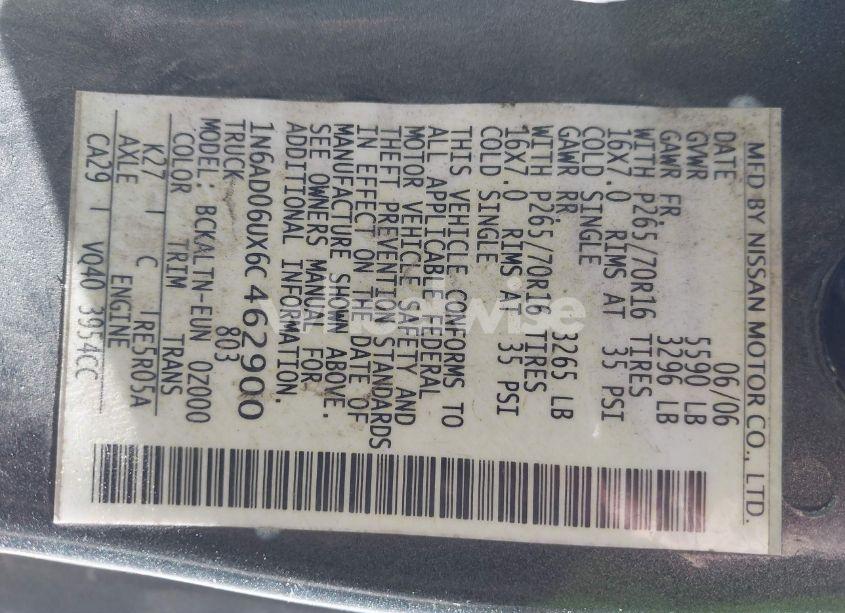 MFD BY NISSAN MOTOR CO., LTD.
DATE 06/06
GVWR 5590 LB
GAWR FR. 3296 LB
WITH P265/70R16 TIRES
16X7.0 RIMS AT 35 PSI
COLD SINGLE
GAWR RR. 3265 LB
WITH P265/70R16 TIRES
16X7.0 RIMS AT 35 PSI
COLD SINGLE
THIS VEHICLE CONFORMS TO
ALL APPLICABLE FEDERAL
MOTOR VEHICLE SAFETY AND
THEFT PREVENTION STANDARDS
IN EFFECT ON THE DATE OF
MANUFACTURE SHOWN ABOVE.
SEE OWNERS MANUAL FOR
ADDITIONAL INFORMATION.
1N6AD06UX6C462900
TRUCK 803
MODEL: BCKALTN-EUN 0Z000
COLOR TRIM TRANS
K27 I C IRE5R05A
AXLE ENGINE
CA29 I VQ40 3954CC